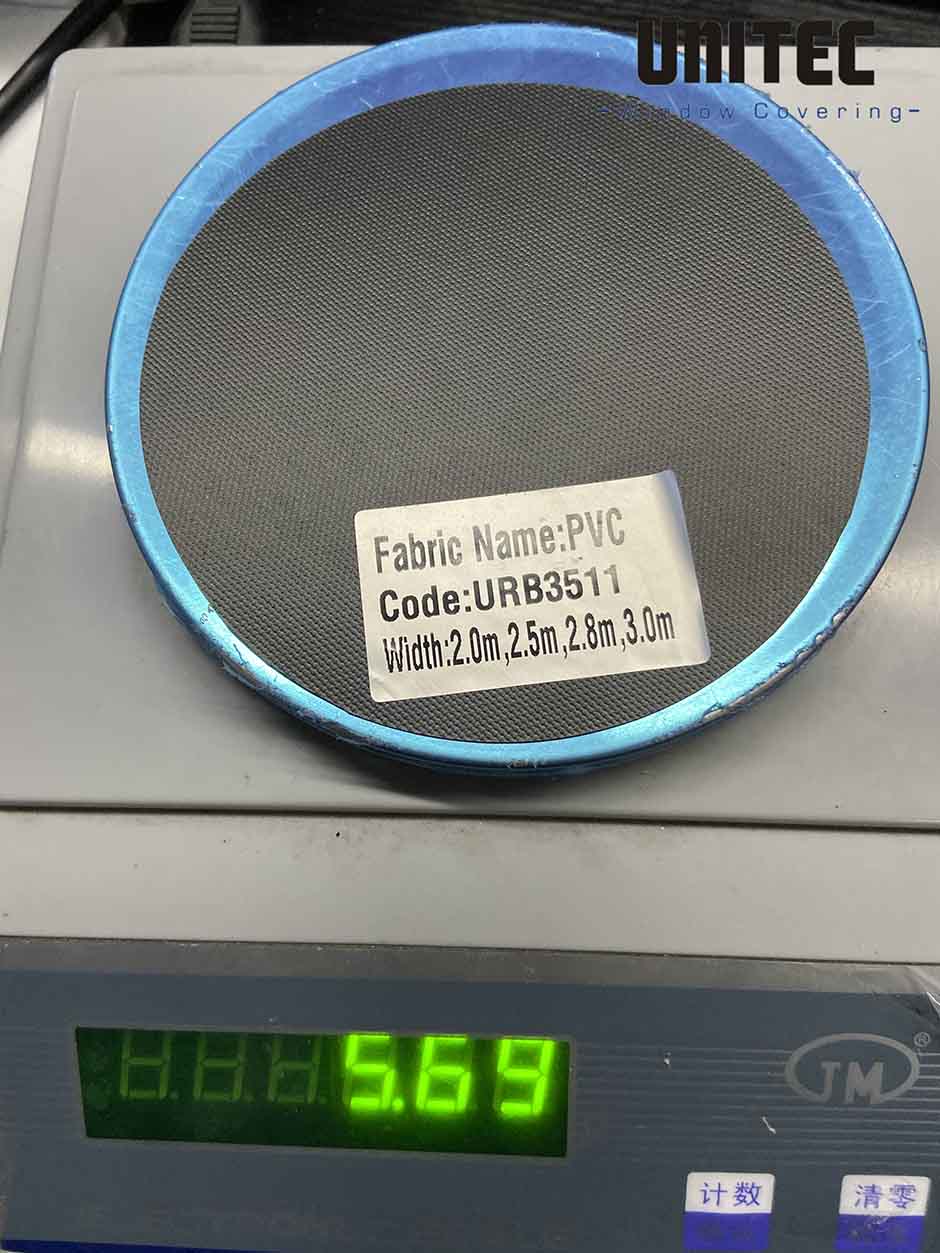 UNITEC
-Window Covering-
Fabric Name:PVC
Code:URB3511
Width:2.0m,2.5m,2.8m,3.0m
5.69
JM®
计数
清零